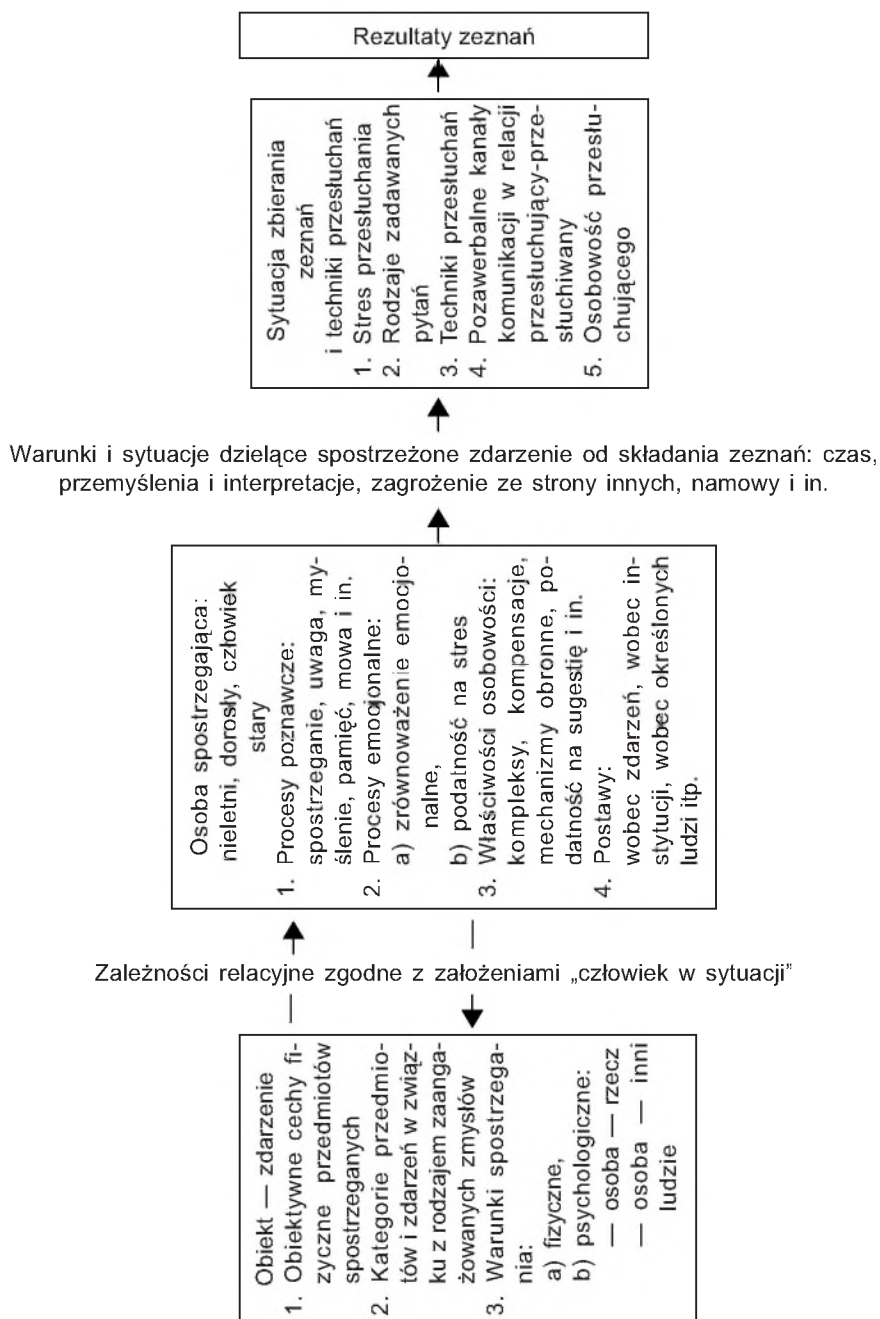 Rezultaty zeznań
Sytuacja zbierania
zeznań
i techniki przesłuchań
1. Stres przesłuchania
2. Rodzaje zadawanych
pytań
3. Techniki przesłuchań
4. Pozawerbalne kanały
komunikacji w relacji
przesłuchujący-prze-
słuchiwany
5. Osobowość przesłu-
chującego
Warunki i sytuacje dzielące spostrzeżone zdarzenie od składania zeznań: czas,
przemyślenia i interpretacje, zagrożenie ze strony innych, namowy i in.
Osoba spostrzegająca:
nieletni, dorosły, człowiek
stary
1. Procesy poznawcze:
spostrzeganie, uwaga, my-
ślenie, pamięć, mowa i in.
2. Procesy emocjonalne:
a) zrównoważenie emocjo-
nalne,
b) podatność na stres
3. Właściwości osobowości:
kompleksy, kompensacje,
mechanizmy obronne, po-
datność na sugestię i in.
4. Postawy:
wobec zdarzeń, wobec in-
stytucji, wobec określonych
ludzi itp.
Zależności relacyjne zgodne z założeniami „człowiek w sytuacji”
Obiekt — zdarzenie
1. Obiektywne cechy fi-
zyczne przedmiotów
spostrzeganych
2. Kategorie przedmio-
tów i zdarzeń w związ-
ku z rodzajem zaanga-
żowanych zmysłów
3. Warunki spostrzega-
nia:
a) fizyczne,
b) psychologiczne:
— osoba — rzecz
— osoba — inni
ludzie